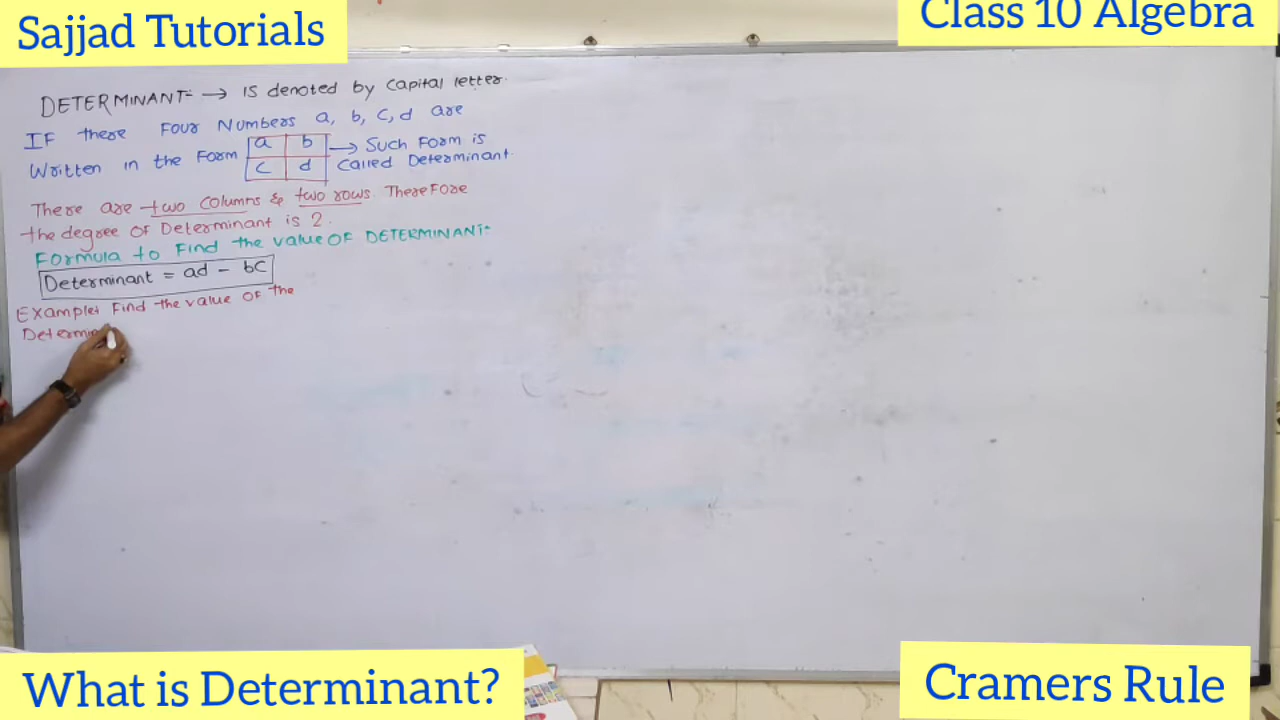 Sajjad Tutorials
Class 10 Algebra
DETERMINANT- → IS denoted by Capital letter.
IF there Four Numbers a, b, c, d are
Written in the Form a b → Such Form is
c d Called Determinant.
There are two Columns & two rows. Therefore
the degree of Determinant is 2.
Formula to Find the value OF DETERMINANT-
Determinant = ad - bc
Example: Find the value OF the
Determin
What is Determinant?
Cramers Rule